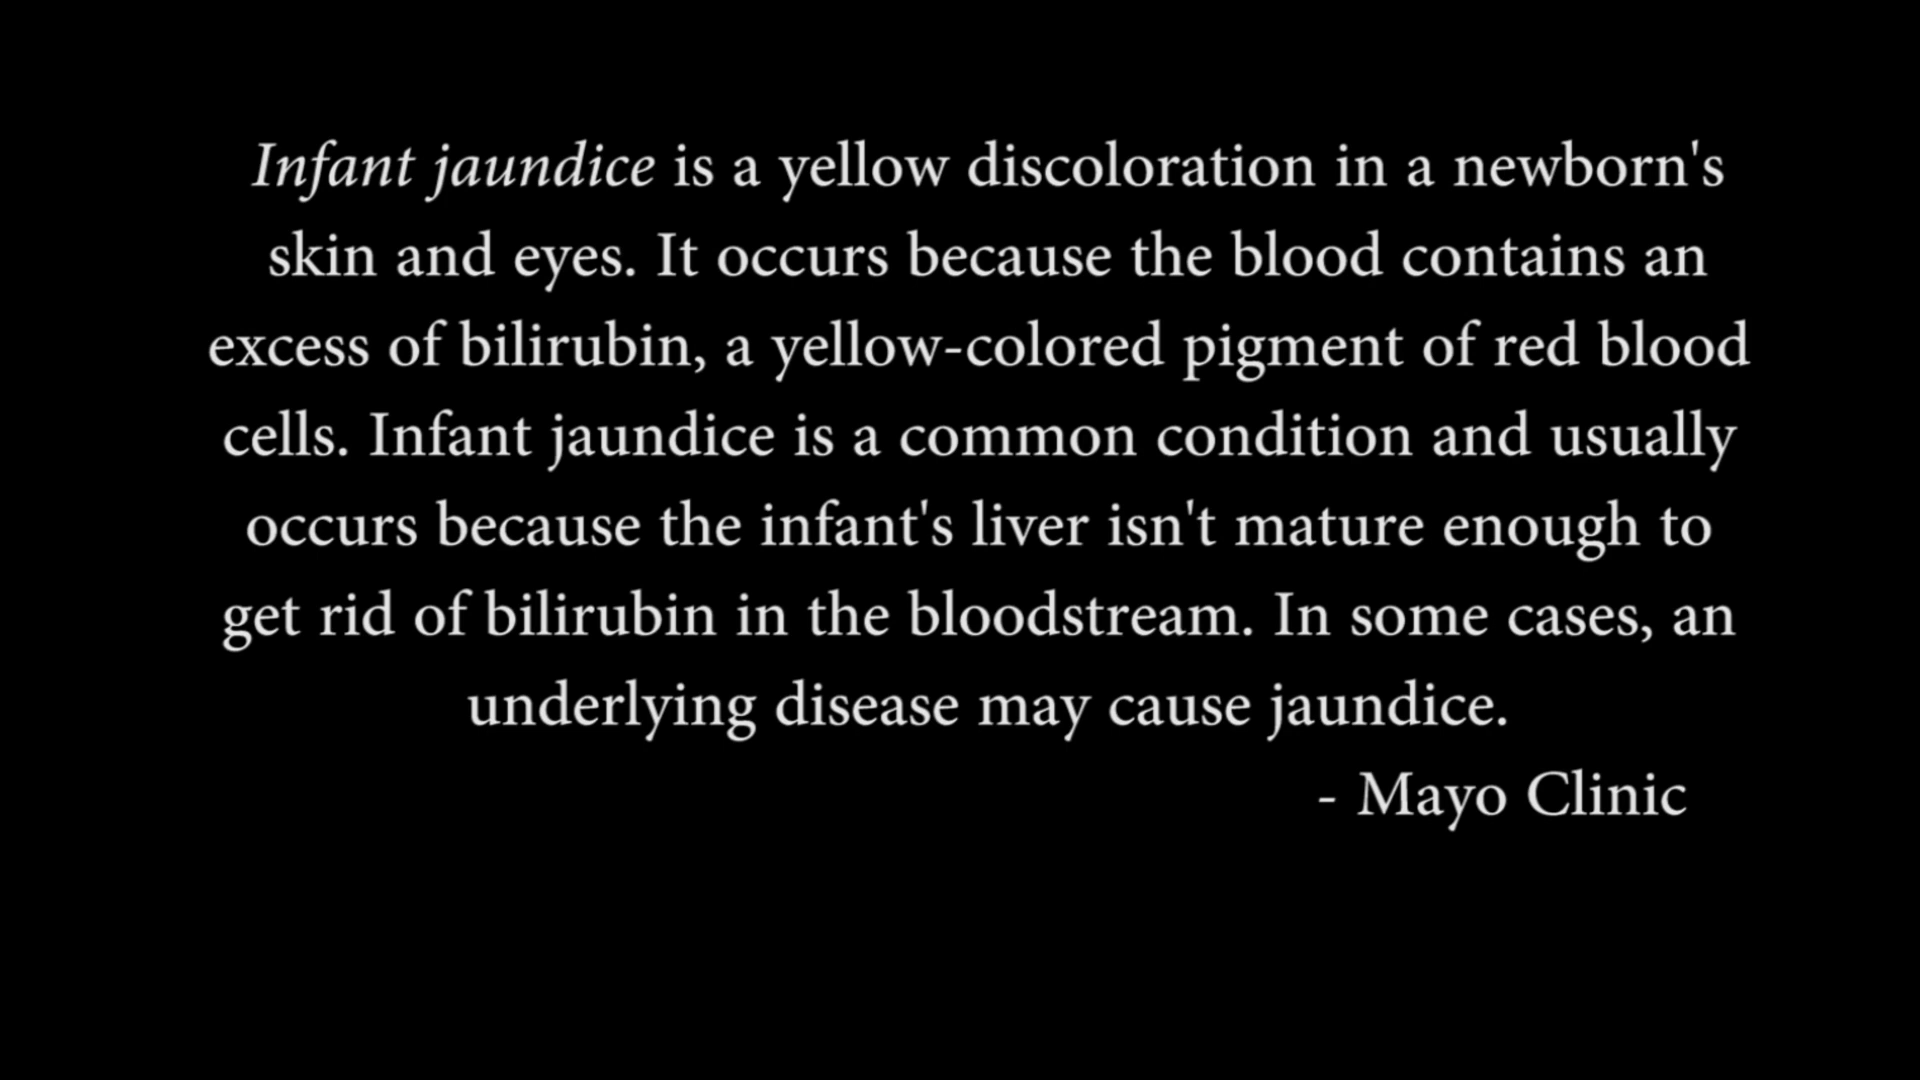 Infant jaundice is a yellow discoloration in a newborn's
skin and eyes. It occurs because the blood contains an
excess of bilirubin, a yellow-colored pigment of red blood
cells. Infant jaundice is a common condition and usually
occurs because the infant's liver isn't mature enough to
get rid of bilirubin in the bloodstream. In some cases, an
underlying disease may cause jaundice.
- Mayo Clinic